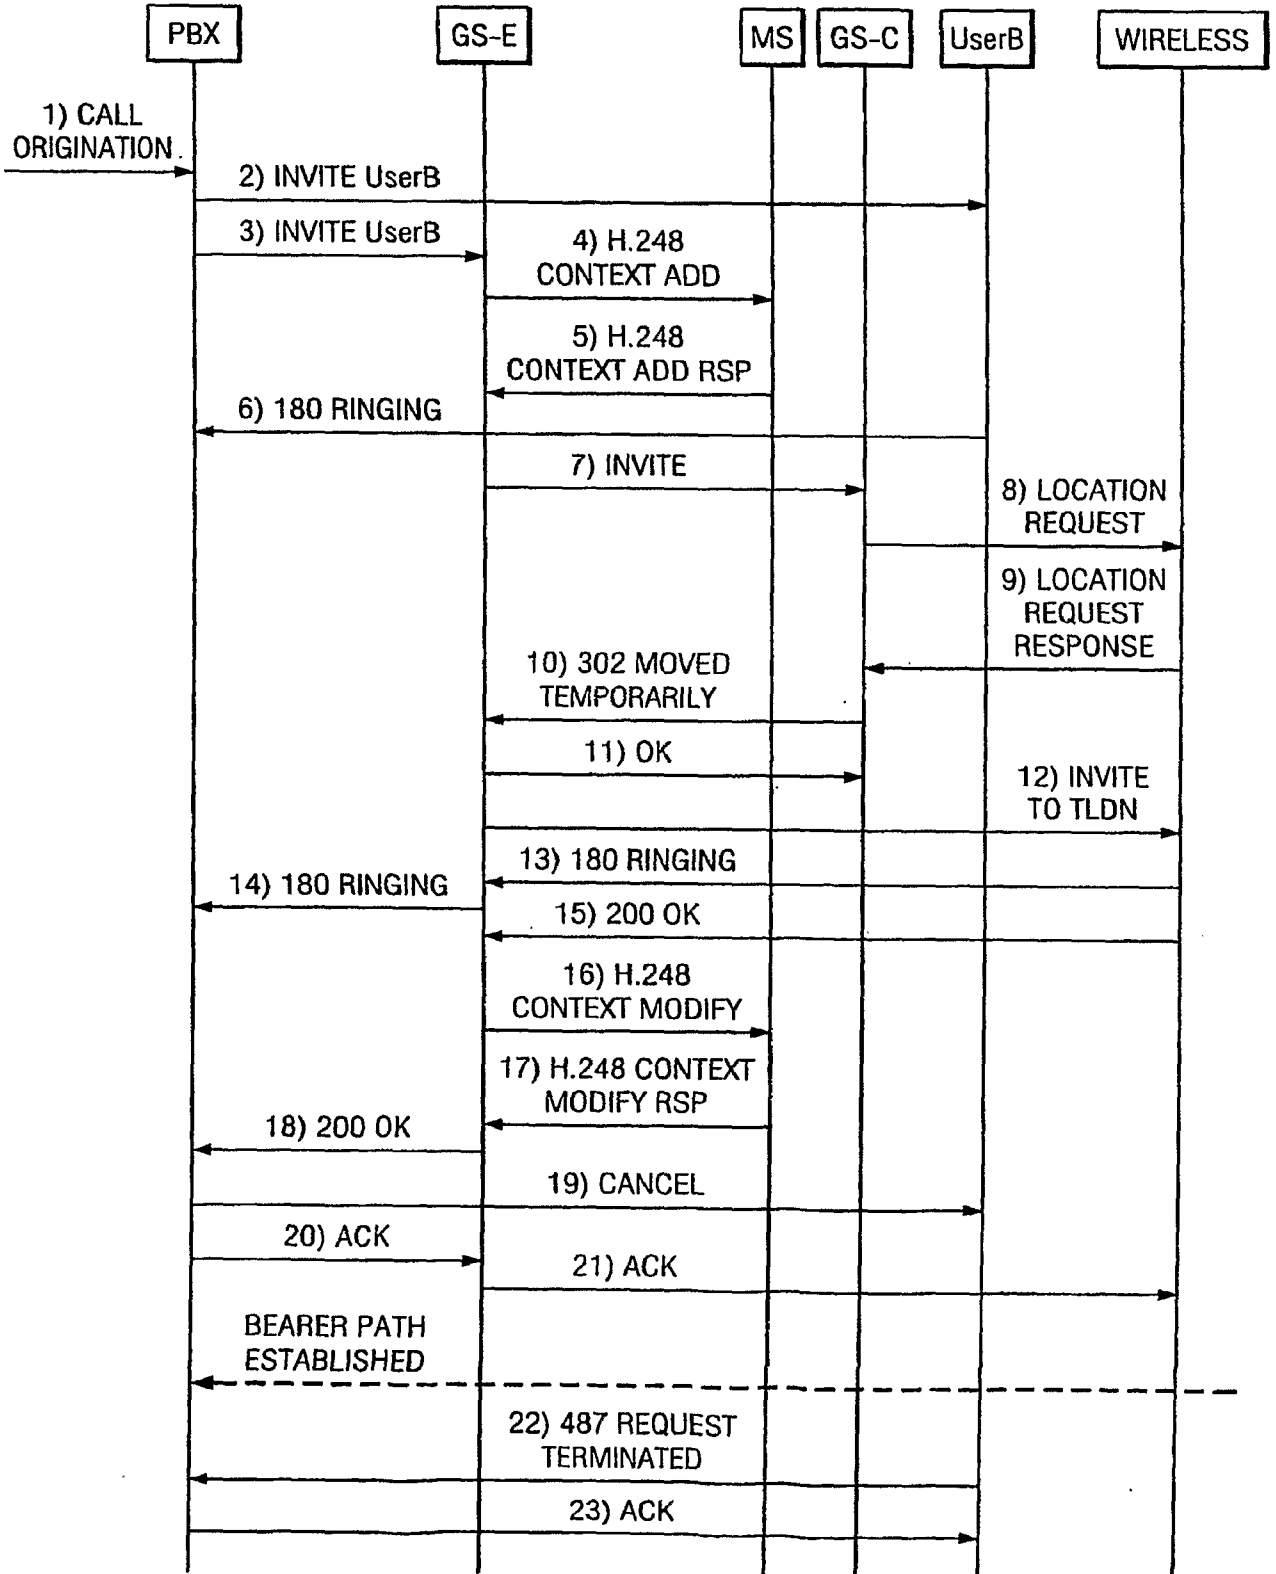 PBX
GS-E
MS
GS-C
UserB
WIRELESS
1) CALL
ORIGINATION
2) INVITE UserB
3) INVITE UserB
4) H.248
CONTEXT ADD
5) H.248
CONTEXT ADD RSP
6) 180 RINGING
7) INVITE
8) LOCATION
REQUEST
9) LOCATION
REQUEST
RESPONSE
10) 302 MOVED
TEMPORARILY
11) OK
12) INVITE
TO TLDN
13) 180 RINGING
14) 180 RINGING
15) 200 OK
16) H.248
CONTEXT MODIFY
17) H.248 CONTEXT
MODIFY RSP
18) 200 OK
19) CANCEL
20) ACK
21) ACK
BEARER PATH
ESTABLISHED
22) 487 REQUEST
TERMINATED
23) ACK